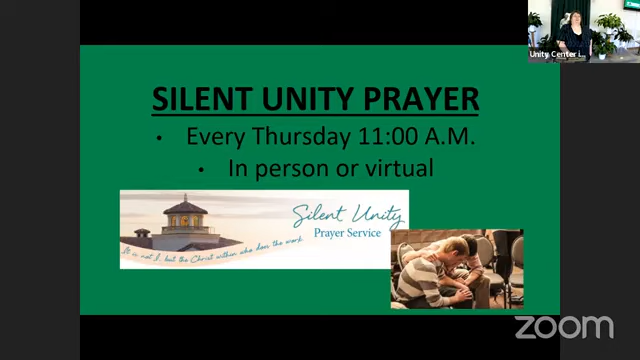 SILENT UNITY PRAYER
• Every Thursday 11:00 A.M.
• In person or virtual
Silent Unity
Prayer Service
It is not I, but the Christ within who does the work.
Unity Center i...
zoom